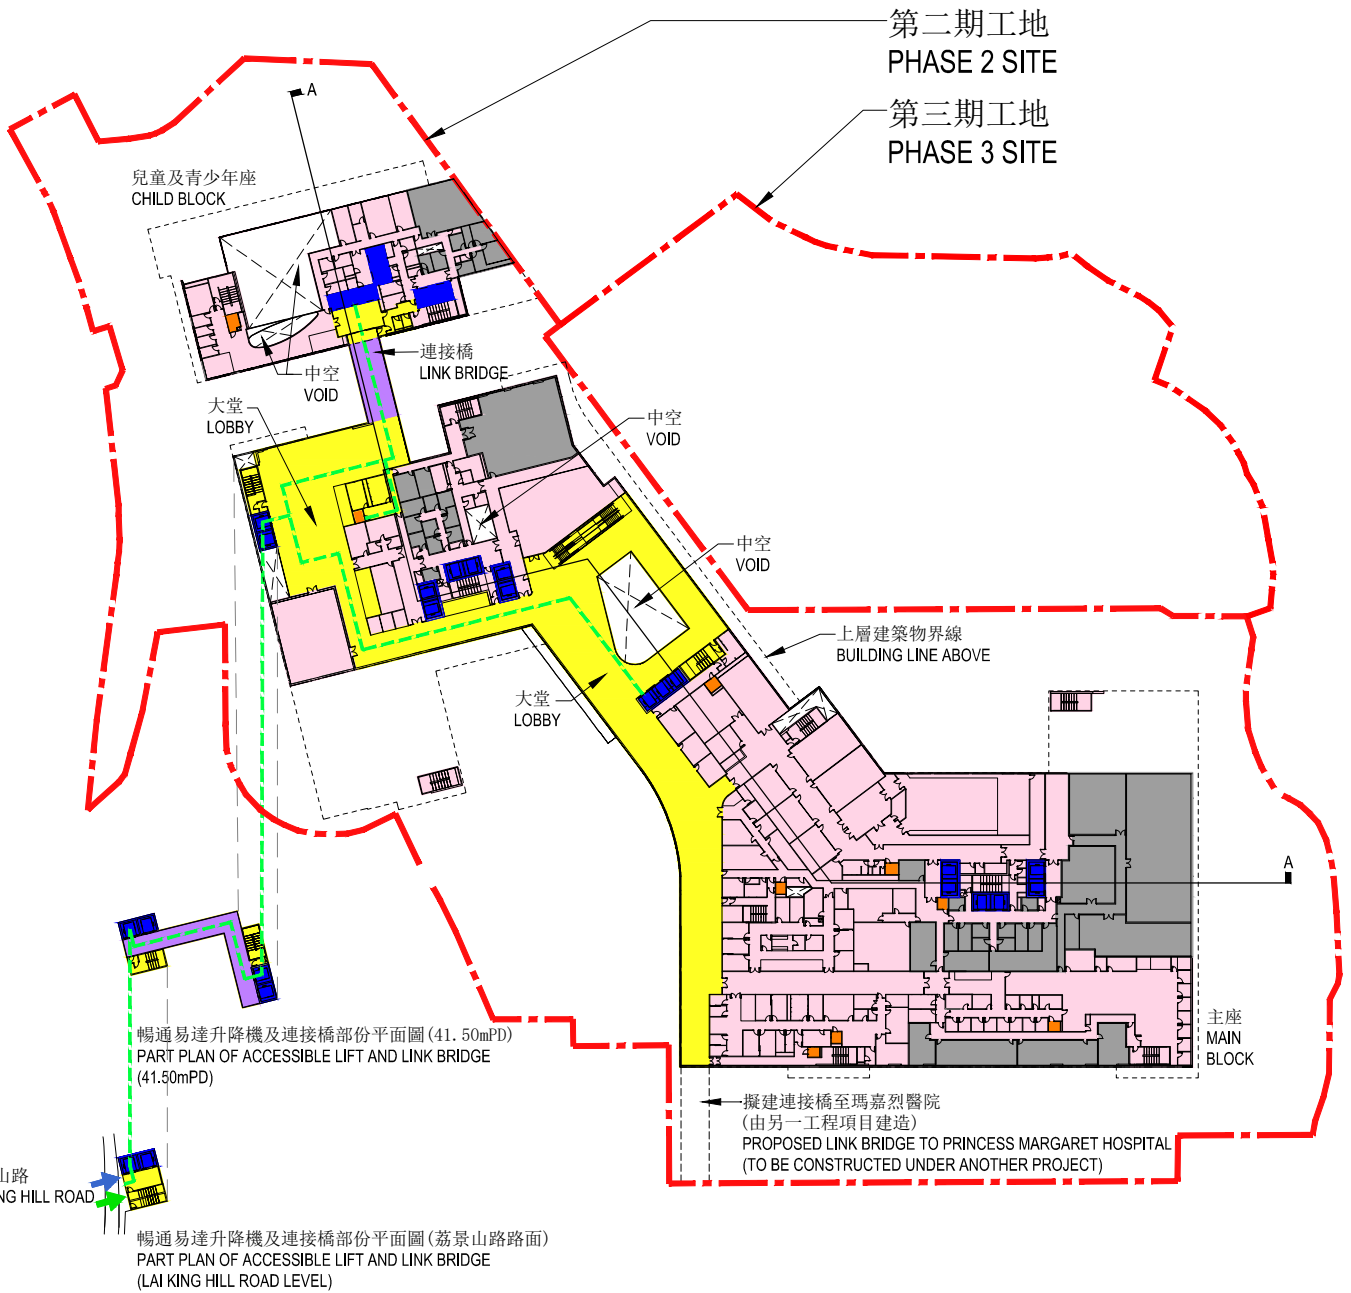 第二期工地
PHASE 2 SITE
第三期工地
PHASE 3 SITE
A
兒童及青少年座
CHILD BLOCK
連接橋
LINK BRIDGE
中空
VOID
大堂
LOBBY
中空
VOID
中空
VOID
上層建築物界線
BUILDING LINE ABOVE
大堂
LOBBY
A
主座
MAIN
BLOCK
暢通易達升降機及連接橋部份平面圖(41.50mPD)
PART PLAN OF ACCESSIBLE LIFT AND LINK BRIDGE
(41.50mPD)
擬建連接橋至瑪嘉烈醫院
(由另一工程項目建造)
PROPOSED LINK BRIDGE TO PRINCESS MARGARET HOSPITAL
(TO BE CONSTRUCTED UNDER ANOTHER PROJECT)
山路
NG HILL ROAD
暢通易達升降機及連接橋部份平面圖(荔景山路路面)
PART PLAN OF ACCESSIBLE LIFT AND LINK BRIDGE
(LAI KING HILL ROAD LEVEL)